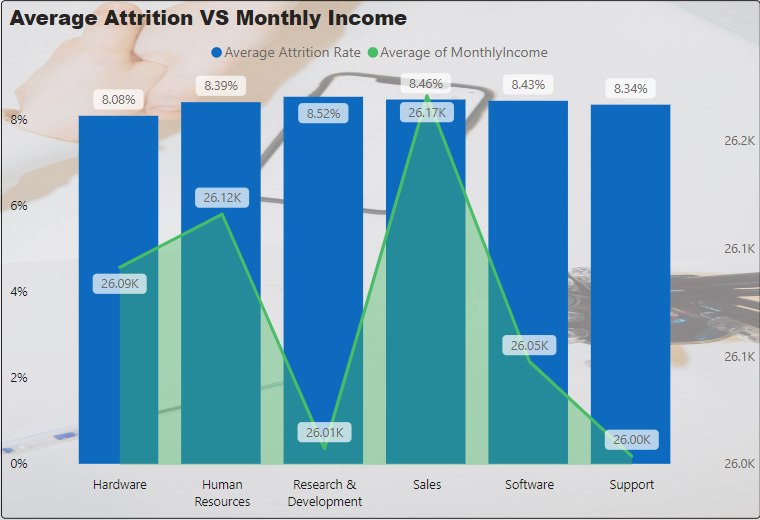 Average Attrition VS Monthly Income
Average Attrition Rate Average of MonthlyIncome
8.08% 8.39% 8.52% 8.46% 8.43% 8.34%
26.09K 26.12K 26.01K 26.17K 26.05K 26.00K
8%
6%
4%
2%
0%
26.2K
26.1K
26.1K
26.0K
Hardware
Human
Resources
Research &
Development
Sales
Software
Support